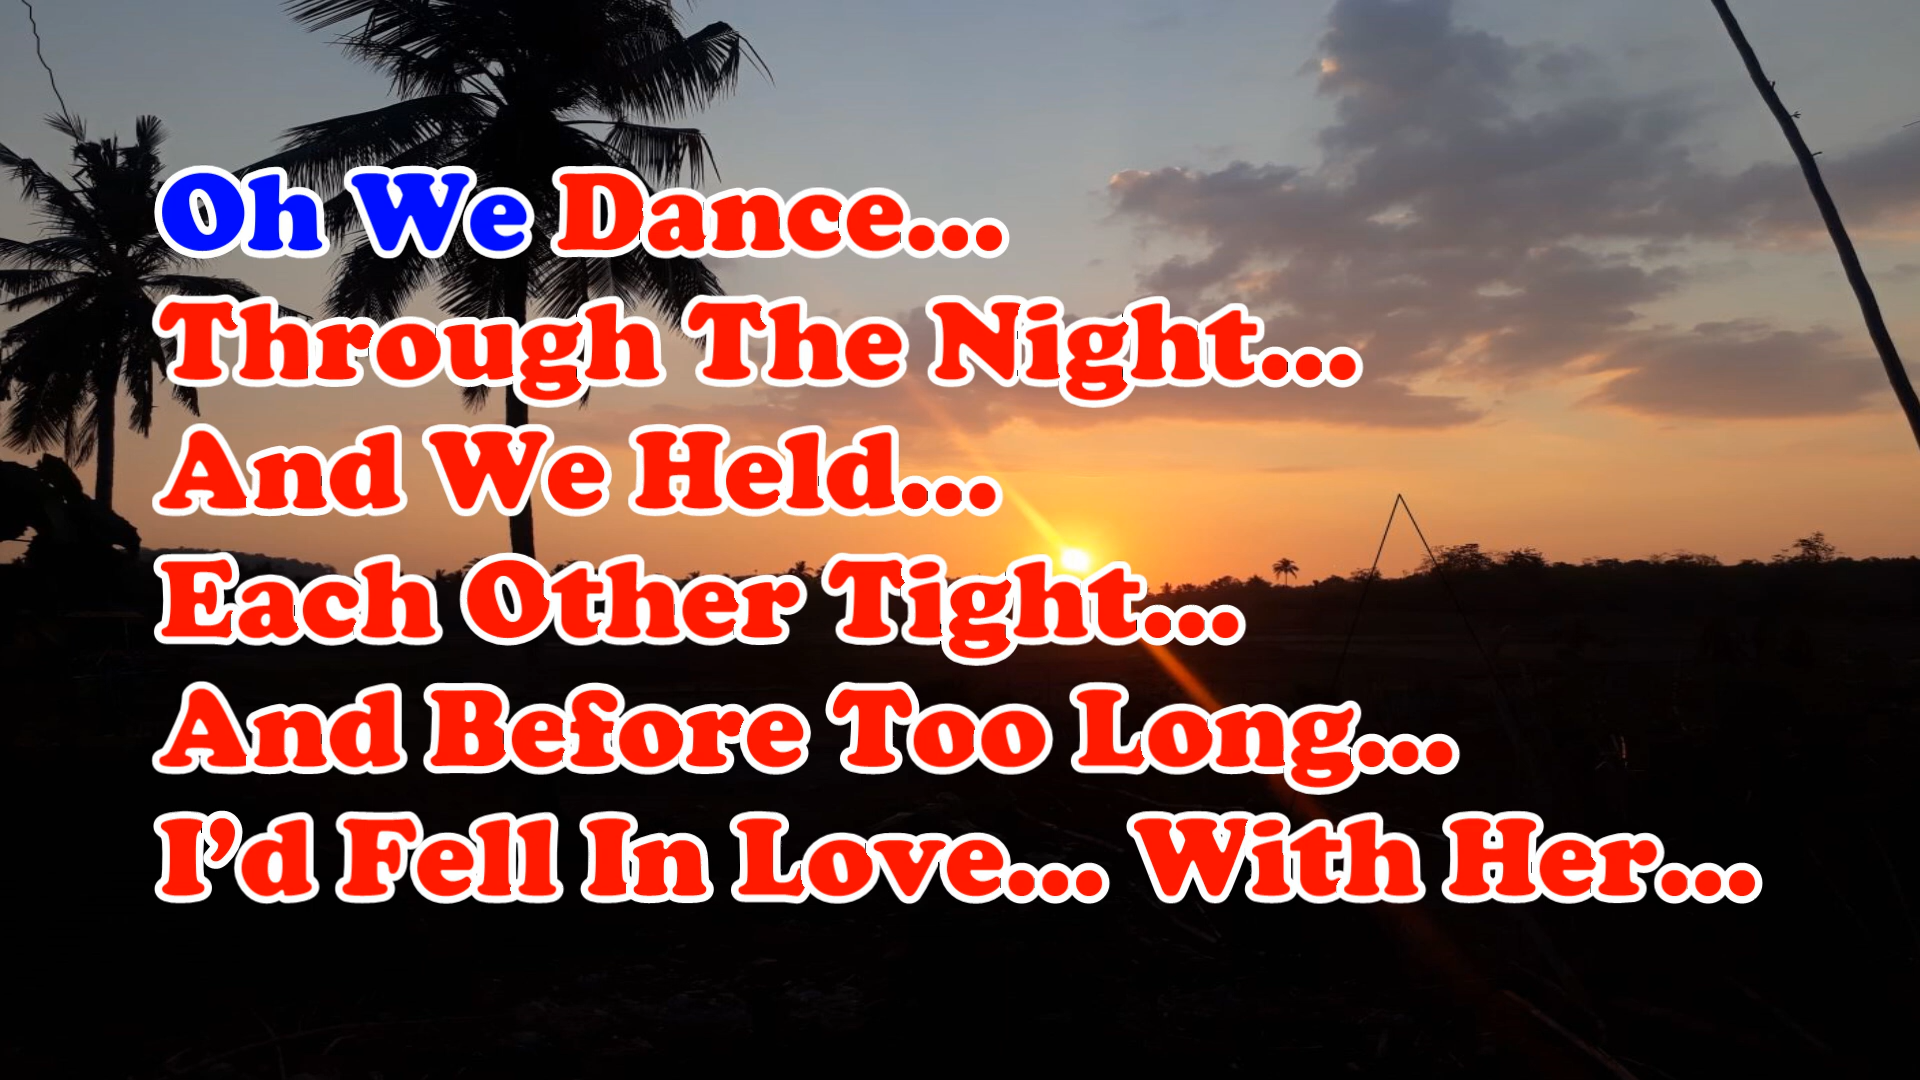 Oh We Dance...
Through The Night...
And We Held...
Each Other Tight...
And Before Too Long...
I’d Fell In Love... With Her...